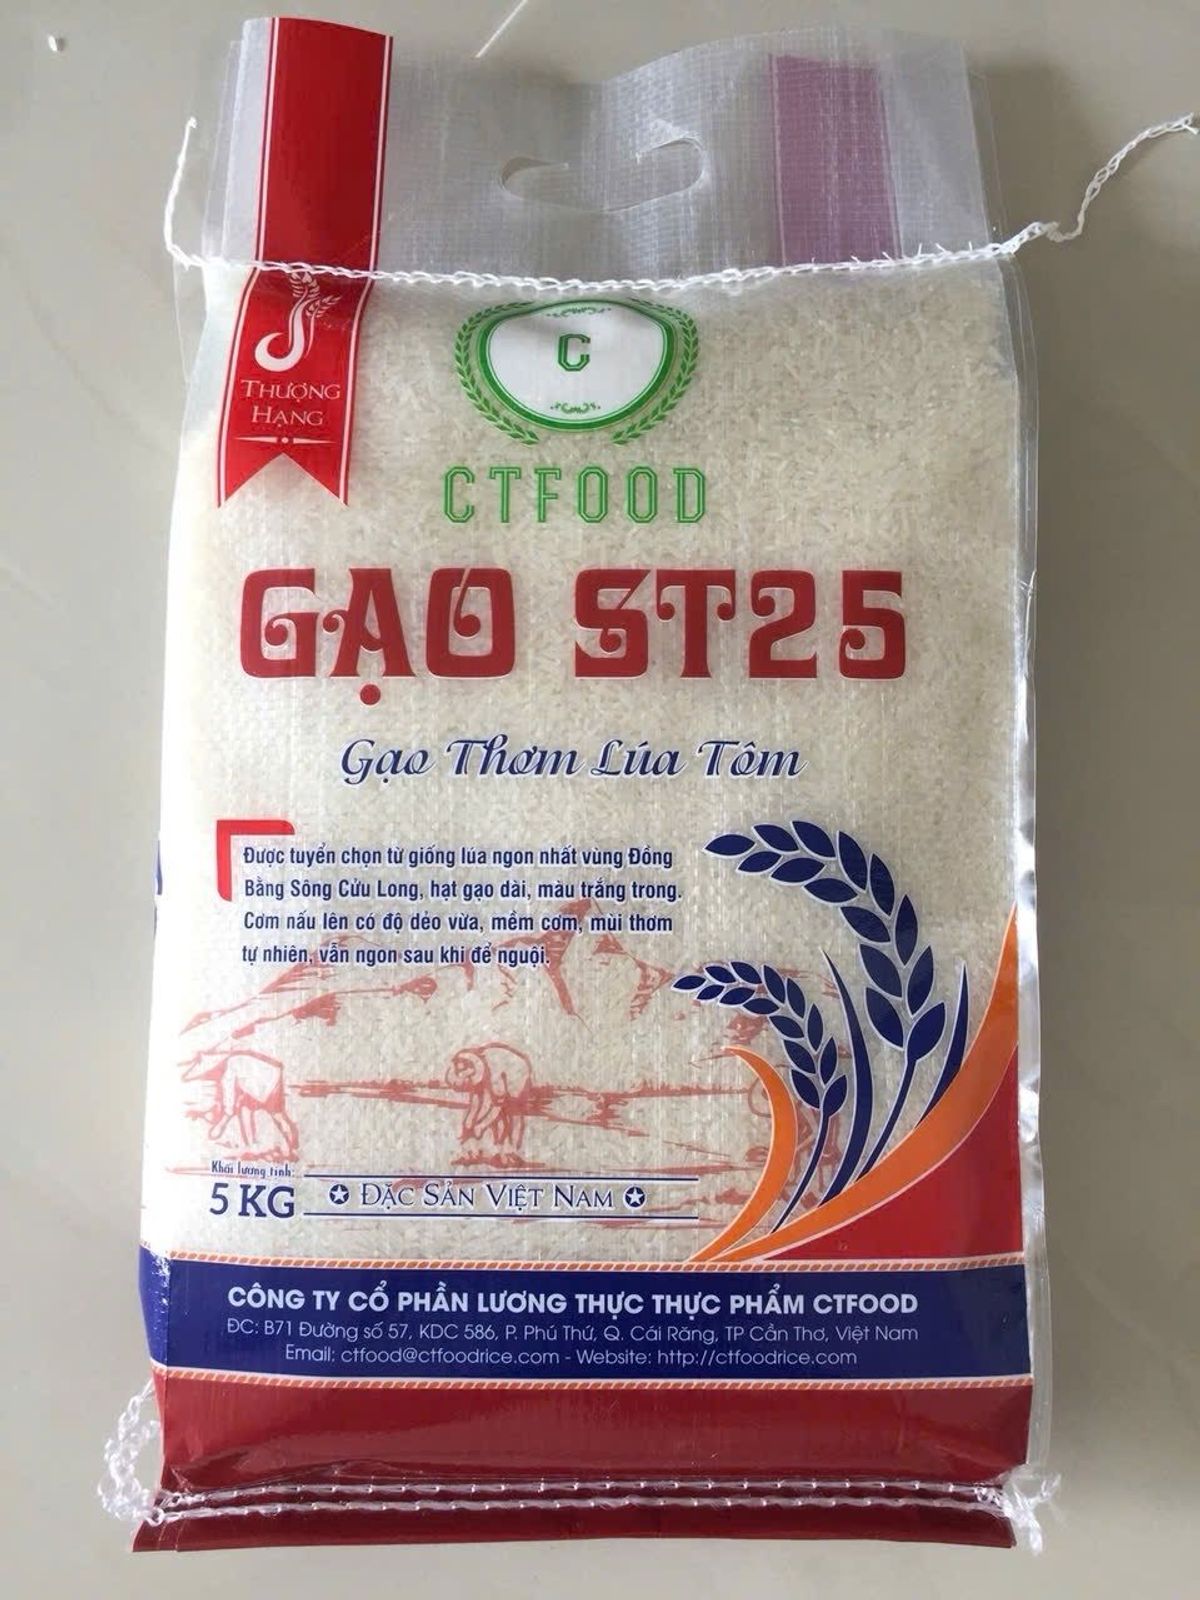 THƯỢNG
HẠNG
C
CTFOOD
GẠO ST25
Gạo Thơm Lúa Tôm
Được tuyển chọn từ giống lúa ngon nhất vùng Đồng
Bằng Sông Cửu Long, hạt gạo dài, màu trắng trong.
Cơm nấu lên có độ dẻo vừa, mềm cơm, mùi thơm
tự nhiên, vẫn ngon sau khi để nguội.
Khối lượng tịnh:
5 KG
ĐẶC SẢN VIỆT NAM
CÔNG TY CỔ PHẦN LƯƠNG THỰC THỰC PHẨM CTFOOD
ĐC: B71 Đường số 57, KDC 586, P. Phú Thứ, Q. Cái Răng, TP Cần Thơ, Việt Nam
Email: ctfood@ctfoodrice.com - Website: http://ctfoodrice.com